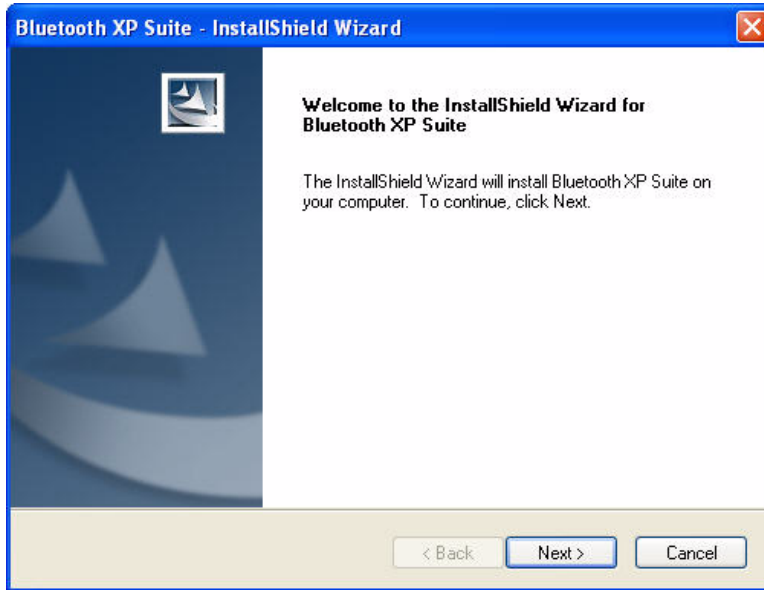 Bluetooth XP Suite - InstallShield Wizard
Welcome to the InstallShield Wizard for
Bluetooth XP Suite
The InstallShield Wizard will install Bluetooth XP Suite on
your computer. To continue, click Next.
< Back Next > Cancel